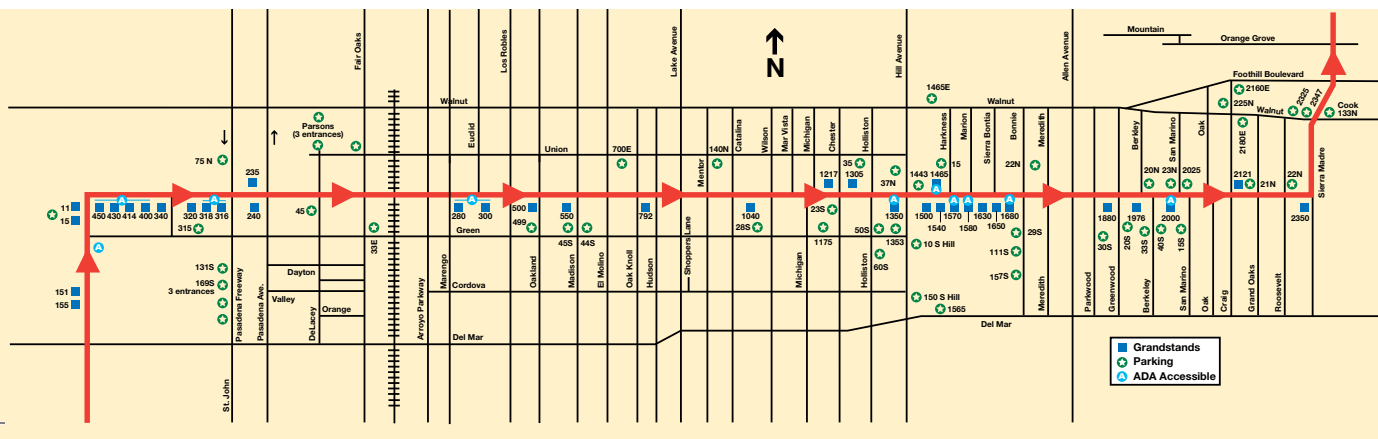 Mountain
Orange Grove
Foothill Boulevard
Fair Oaks
Los Robles
Lake Avenue
N
Hill Avenue
Allen Avenue
Walnut
Walnut
Walnut
1465E
2160E
225N
2325
2347
Cook
133N
Parsons
(3 entrances)
Euclid
Union
700E
Mentor
140N
Catalina
Wilson
Mar Vista
Michigan
Chester
Holliston
35
37N
Harkness
Marion
Sierra Bontia
Bonnie
Meredith
15
22N
Berkley
San Marino
Oak
2180E
75 N
235
1217
1305
1443
1465
20N
23N
2025
2121
21N
22N
Sierra Madre
11
15
450
430
414
400
340
320
318
316
315
240
45
33E
280
300
Green
500
499
550
45S
44S
792
1040
28S
23S
1175
50S
1350
1353
60S
1500
1540
1570
1580
1630
1650
1680
10 S Hill
29S
111S
157S
1880
30S
20S
1976
33S
40S
2000
15S
2350
151
155
131S
169S
3 entrances
Pasadena Freeway
Pasadena Ave.
Dayton
Valley
Orange
DeLacey
Arroyo Parkway
Marengo
Cordova
Oakland
Madison
El Molino
Oak Knoll
Hudson
Shoppers Lane
Michigan
Holliston
150 S Hill
1565
Meredith
Parkwood
Greenwood
Berkeley
San Marino
Oak
Craig
Grand Oaks
Roosevelt
Del Mar
Del Mar
St. John
Grandstands
Parking
A ADA Accessible